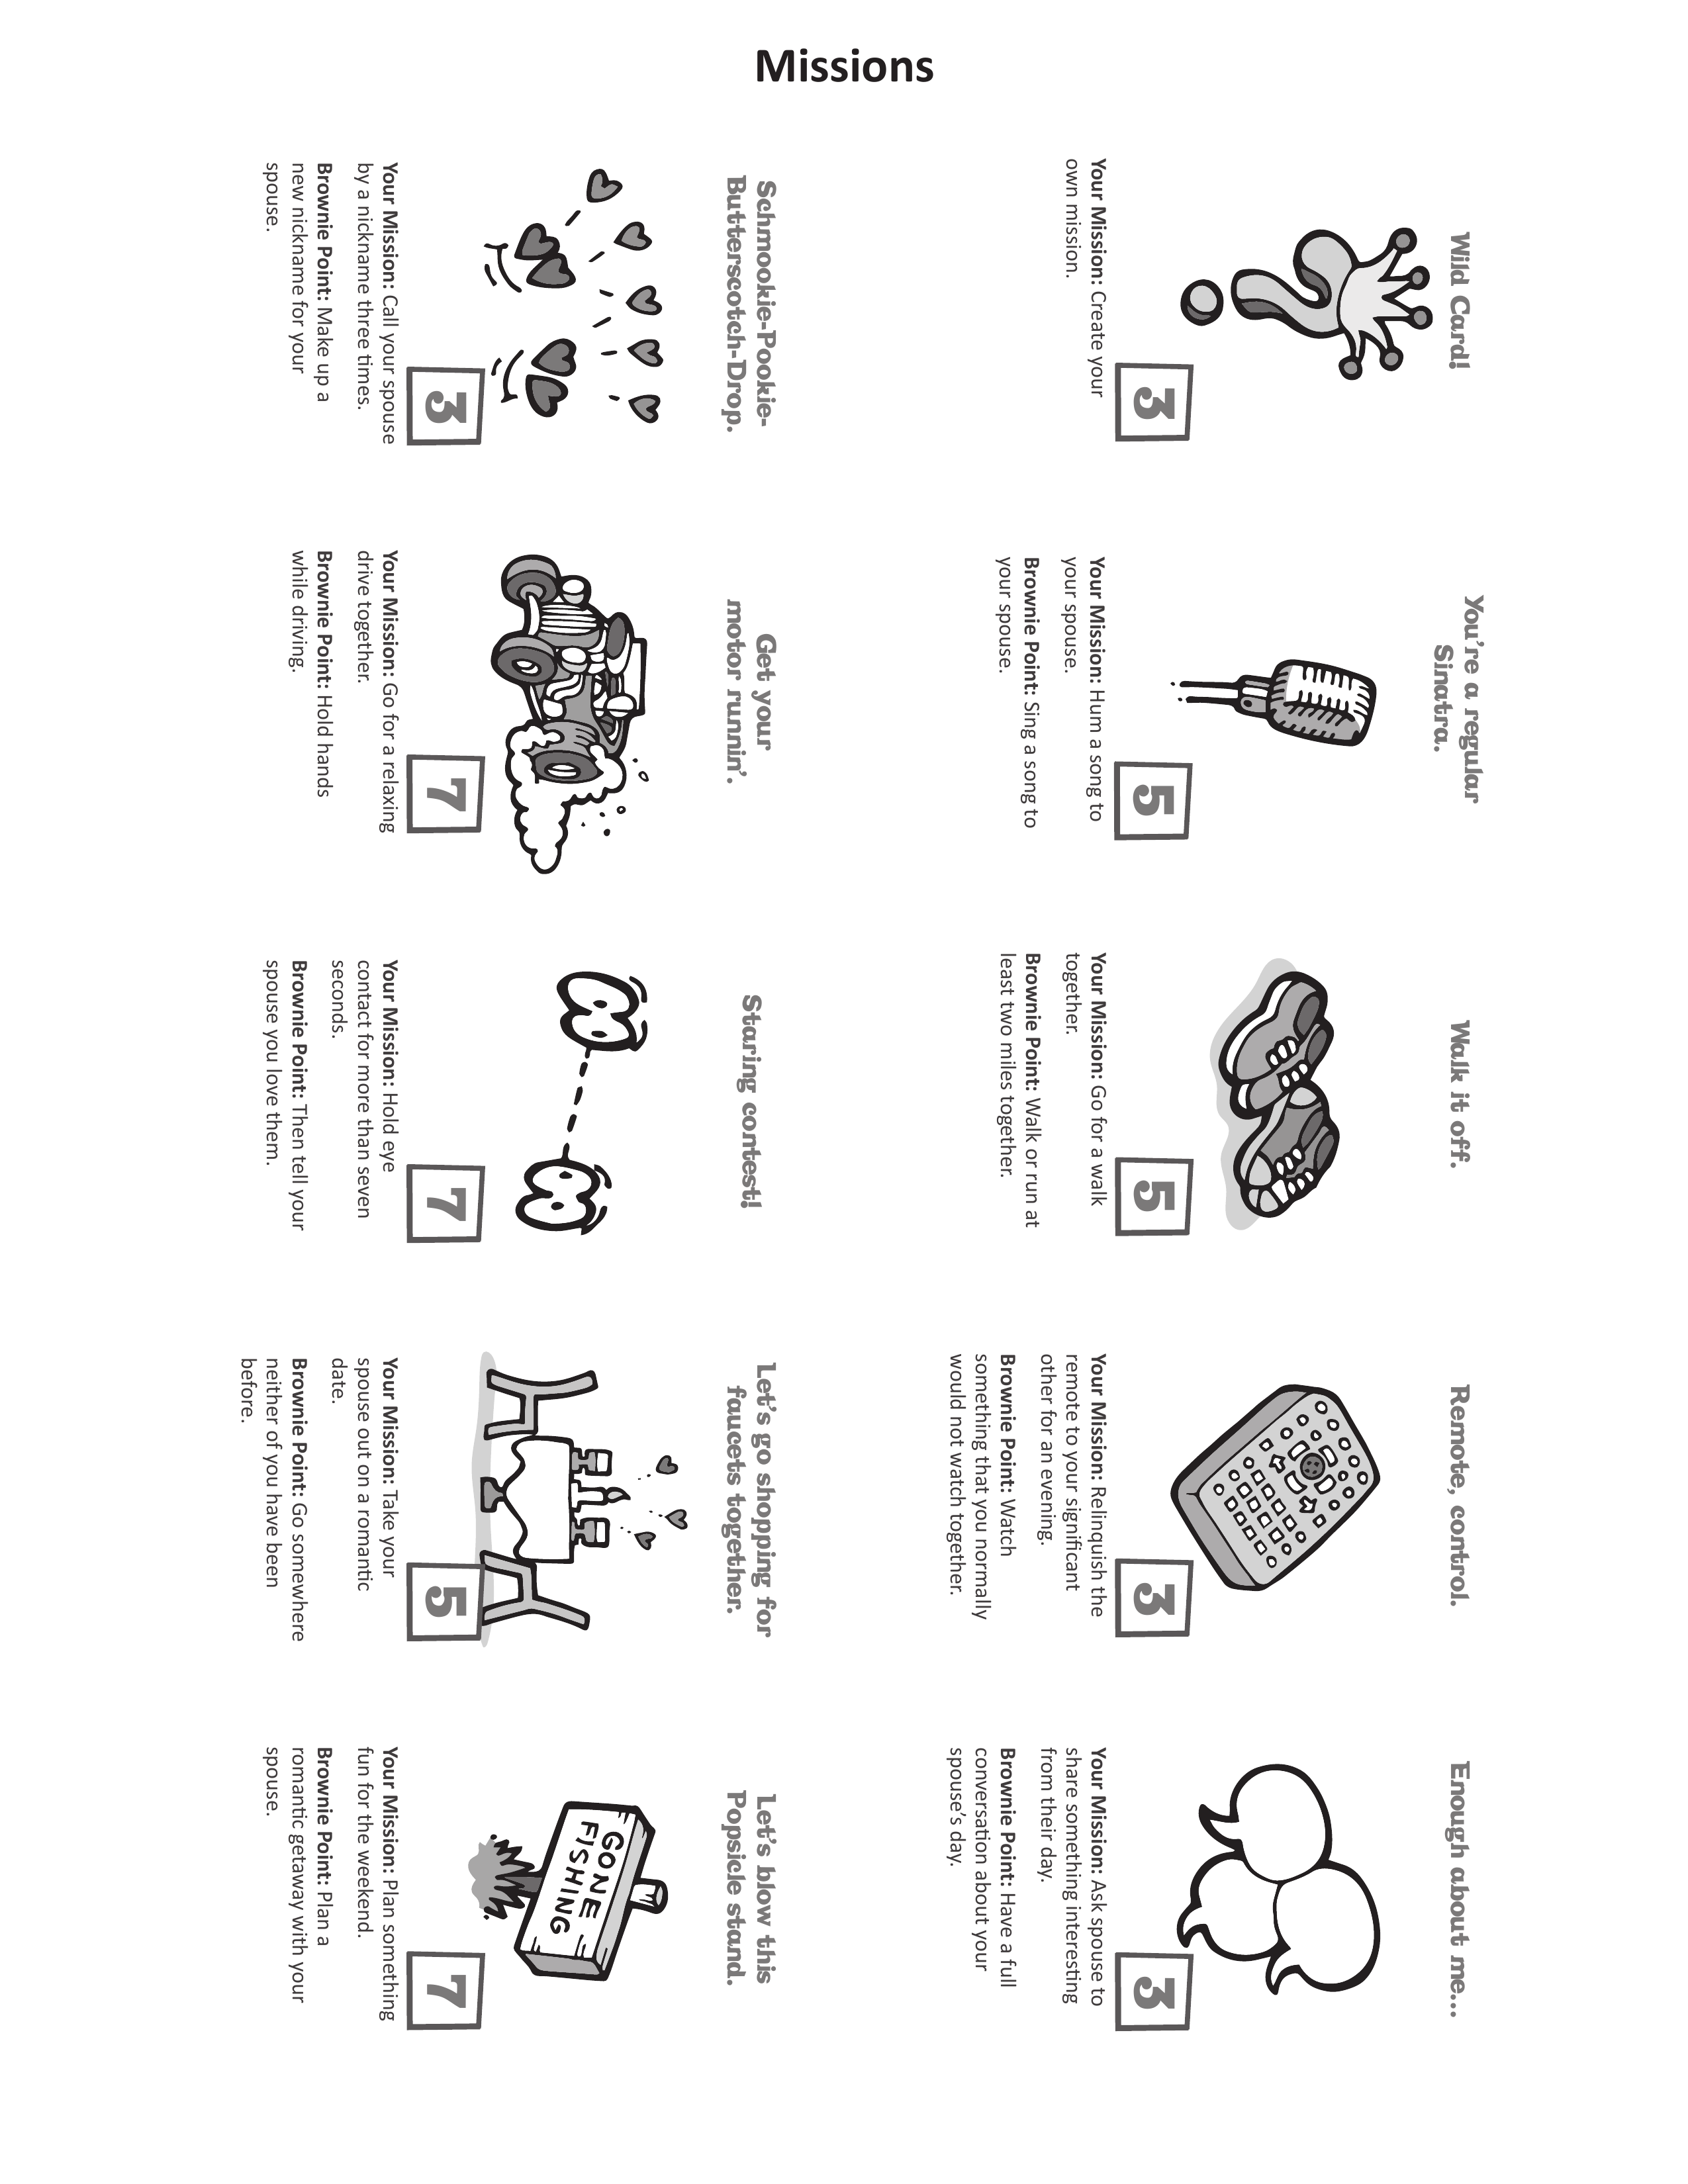 Missions
Wild Card!
3
Your Mission: Create your
own mission.
You're a regular
Sinatra.
5
Your Mission: Hum a song to
your spouse.
Brownie Point: Sing a song to
your spouse.
Walk it off.
5
Your Mission: Go for a walk
together.
Brownie Point: Walk or run at
least two miles together.
Remote, control.
3
Your Mission: Relinquish the
remote to your significant
other for an evening.
Brownie Point: Watch
something that you normally
would not watch together.
Enough about me...
3
Your Mission: Ask spouse to
share something interesting
from their day.
Brownie Point: Have a full
conversation about your
spouse's day.
Schmookie-Pookie-
Butterscotch-Drop.
3
Your Mission: Call your spouse
by a nickname three times.
Brownie Point: Make up a
new nickname for your
spouse.
Get your
motor runnin'.
7
Your Mission: Go for a relaxing
drive together.
Brownie Point: Hold hands
while driving.
Staring contest!
7
Your Mission: Hold eye
contact for more than seven
seconds.
Brownie Point: Then tell your
spouse you love them.
Let's go shopping for
faucets together.
5
Your Mission: Take your
spouse out on a romantic
date.
Brownie Point: Go somewhere
neither of you have been
before.
Let's blow this
Popsicle stand.
GONE
FISHING
7
Your Mission: Plan something
fun for the weekend.
Brownie Point: Plan a
romantic getaway with your
spouse.